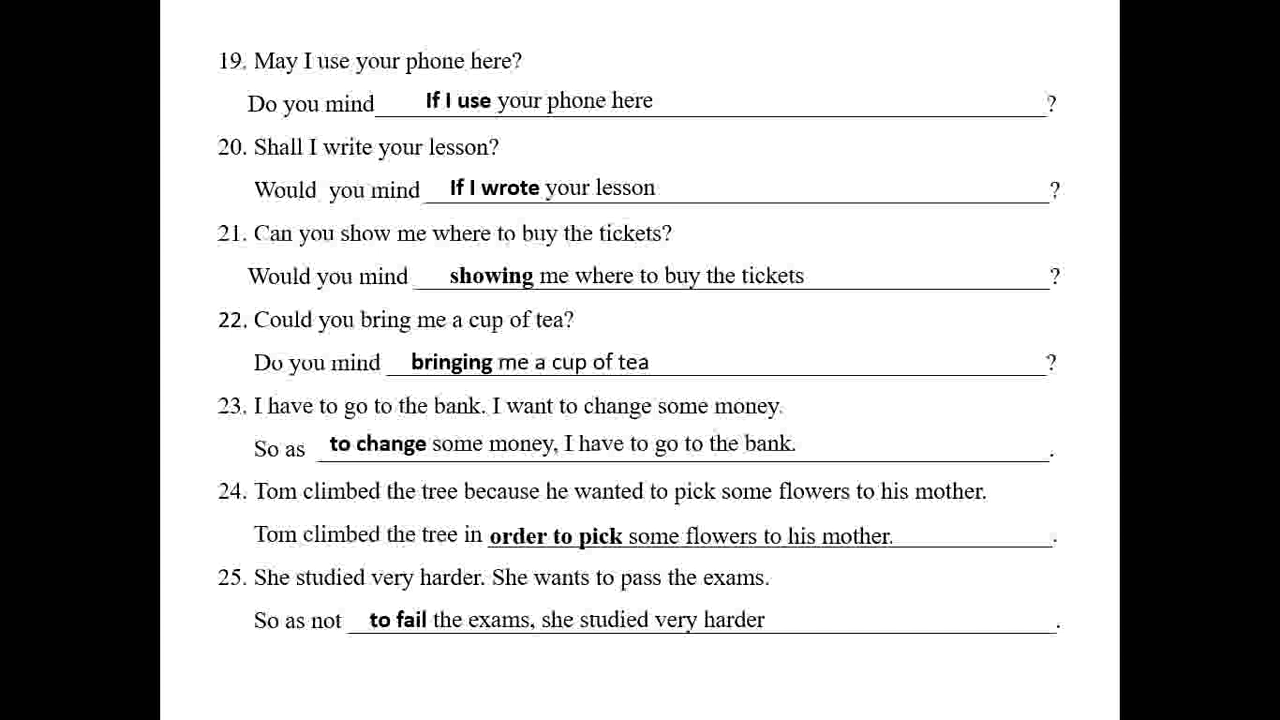 19. May I use your phone here?
Do you mind If I use your phone here ?
20. Shall I write your lesson?
Would you mind If I wrote your lesson ?
21. Can you show me where to buy the tickets?
Would you mind showing me where to buy the tickets ?
22. Could you bring me a cup of tea?
Do you mind bringing me a cup of tea ?
23. I have to go to the bank. I want to change some money.
So as to change some money, I have to go to the bank. .
24. Tom climbed the tree because he wanted to pick some flowers to his mother.
Tom climbed the tree in order to pick some flowers to his mother. .
25. She studied very harder. She wants to pass the exams.
So as not to fail the exams, she studied very harder .